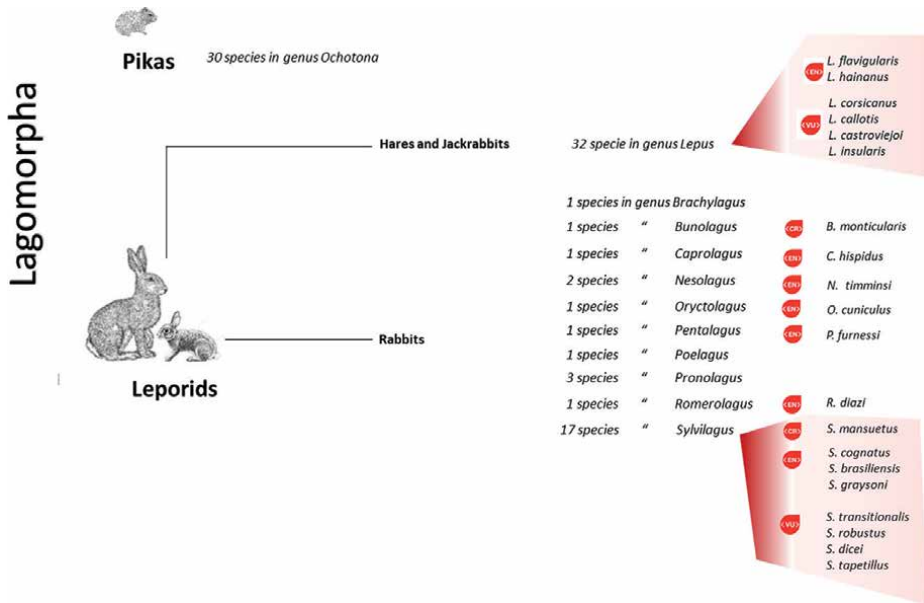 Lagomorpha
Pikas 30 species in genus Ochotona
<EN> L. flavigularis
L. hainanus
<VU> L. corsicanus
L. callotis
L. castroviejoi
L. insularis
Hares and Jackrabbits 32 specie in genus Lepus
1 species in genus Brachylagus
1 species " Bunolagus <CR> B. monticularis
1 species " Caprolagus <EN> C. hispidus
2 species " Nesolagus <EN> N. timminsi
1 species " Oryctolagus <EN> O. cuniculus
1 species " Pentalagus <EN> P. furnessi
Rabbits
1 species " Poelagus
3 species " Pronolagus
Leporids
1 species " Romerolagus <EN> R. diazi
17 species " Sylvilagus <CR> S. mansuetus
<EN> S. cognatus
S. brasiliensis
S. graysoni
<VU> S. transitionalis
S. robustus
S. dicei
S. tapetillus